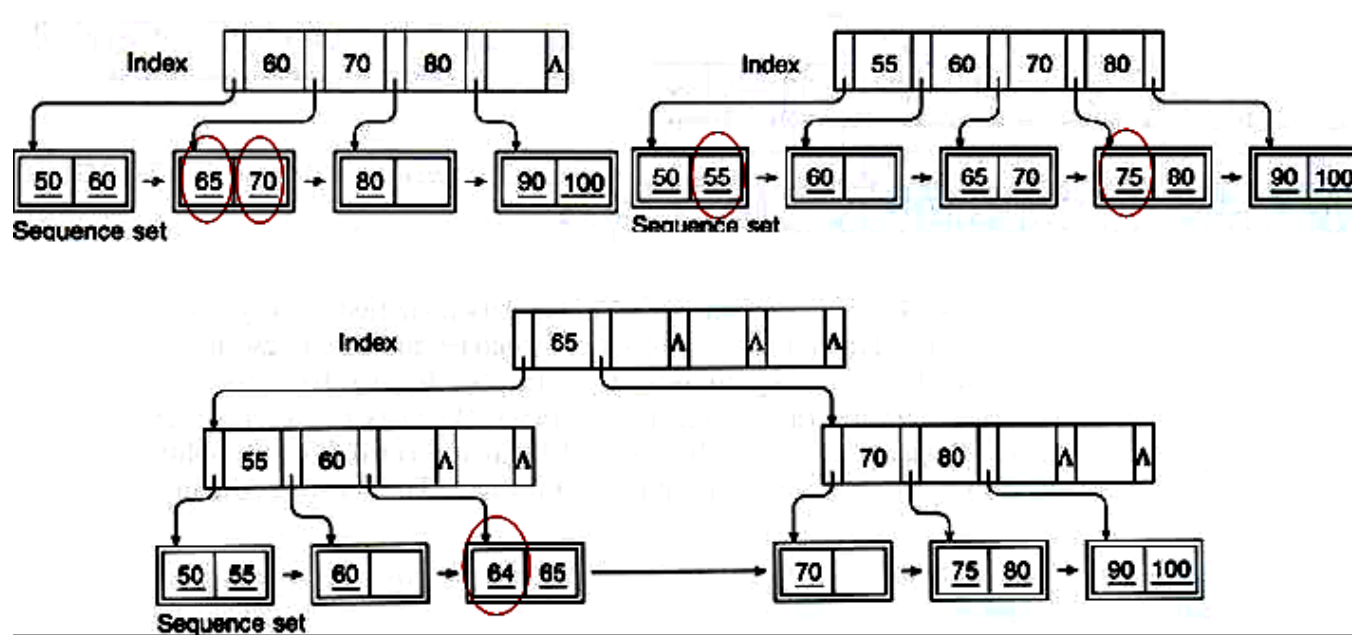 Index 60 70 80 Λ
50 60 65 70 80 90 100
Sequence set
Index 55 60 70 80
50 55 60 65 70 75 80 90 100
Sequence set
Index 65 Λ Λ Λ
55 60 Λ Λ
70 80 Λ Λ
50 55 60 64 65 70 75 80 90 100
Sequence set